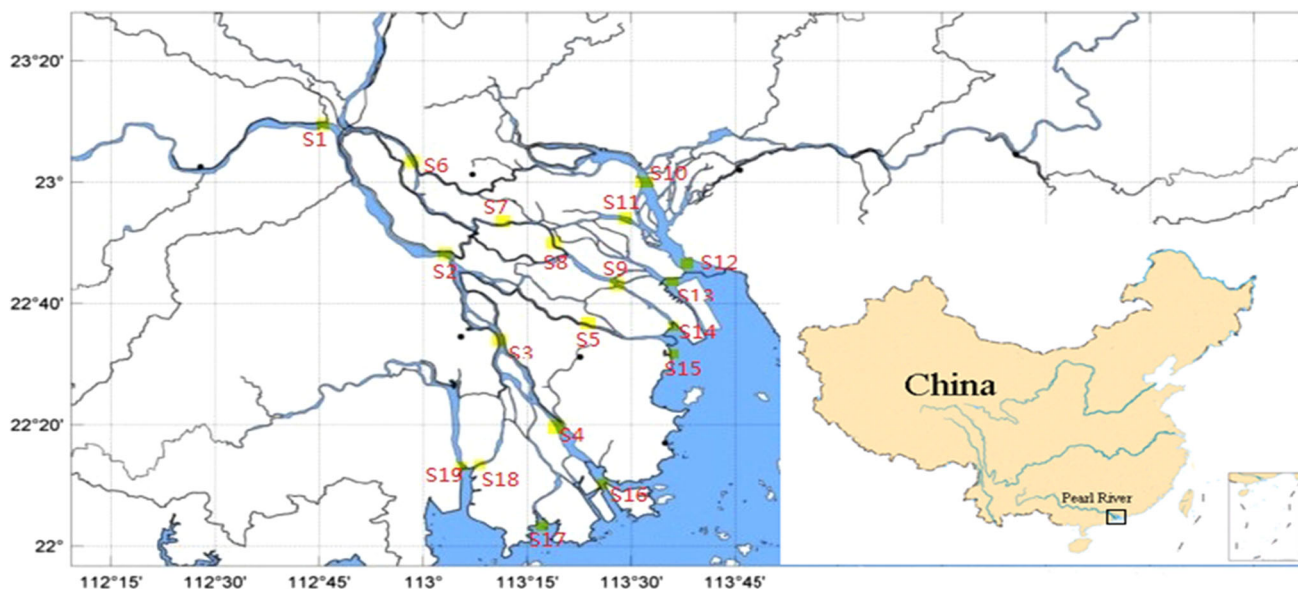 23°20'
S1
S6
S10
23°
S11
S7
S8
S9
S12
S2
S13
22°40'
S14
S5
S3
S15
China
22°20'
S4
S19
S18
S16
Pearl River
S17
22°
112°15'
112°30'
112°45'
113°
113°15'
113°30'
113°45'